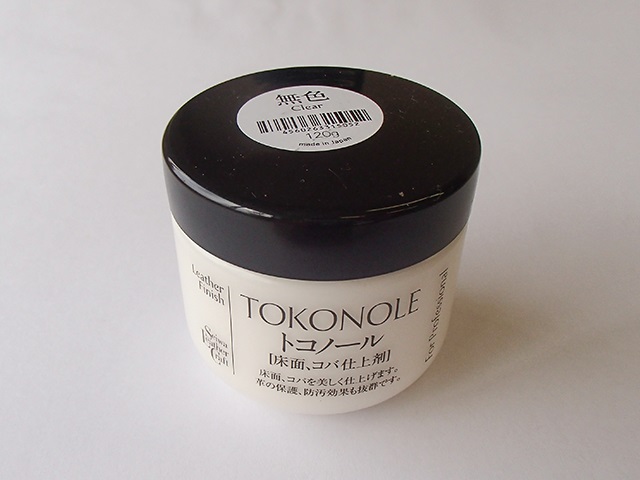 無色
Clear
4560263315052
120g
made in Japan
Leather
Finish
Seiwa
Leather
Craft
TOKONOLE
トコノール
[床面、コバ仕上剤]
床面、コバを美しく仕上げます。
革の保護、防汚効果も抜群です。
For Professional